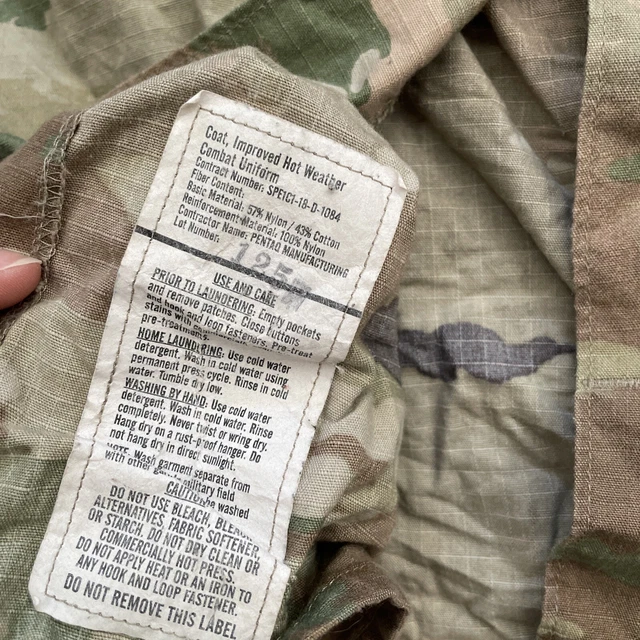 Coat, Improved Hot Weather
Combat Uniform
Contract Number: SPE1C1-18-D-1084
Fiber Content:
Basic Material: 57% Nylon / 43% Cotton
Reinforcement Material: 100% Nylon
Contractor Name: PENTAQ MANUFACTURING
Lot Number:
125
USE AND CARE
PRIOR TO LAUNDERING: Empty pockets
and remove patches. Close buttons
and hook and loop fasteners. Pre-treat
stains with
pre-treatment.
HOME LAUNDERING: Use cold water
detergent. Wash in cold water using
permanent press cycle. Rinse in cold
water. Tumble dry low.
WASHING BY HAND: Use cold water
detergent. Wash in cold water. Rinse
completely. Never twist or wring dry.
Hang dry on a rust-proof hanger. Do
not hang dry in direct sunlight.
NOTE: Wash garment separate from
with other military field
CAUTION: be washed
DO NOT USE BLEACH,
ALTERNATIVES, FABRIC SOFTENER
OR STARCH. DO NOT DRY CLEAN OR
COMMERCIALLY HOT PRESS.
DO NOT APPLY HEAT OR AN IRON TO
ANY HOOK AND LOOP FASTENER.
DO NOT REMOVE THIS LABEL